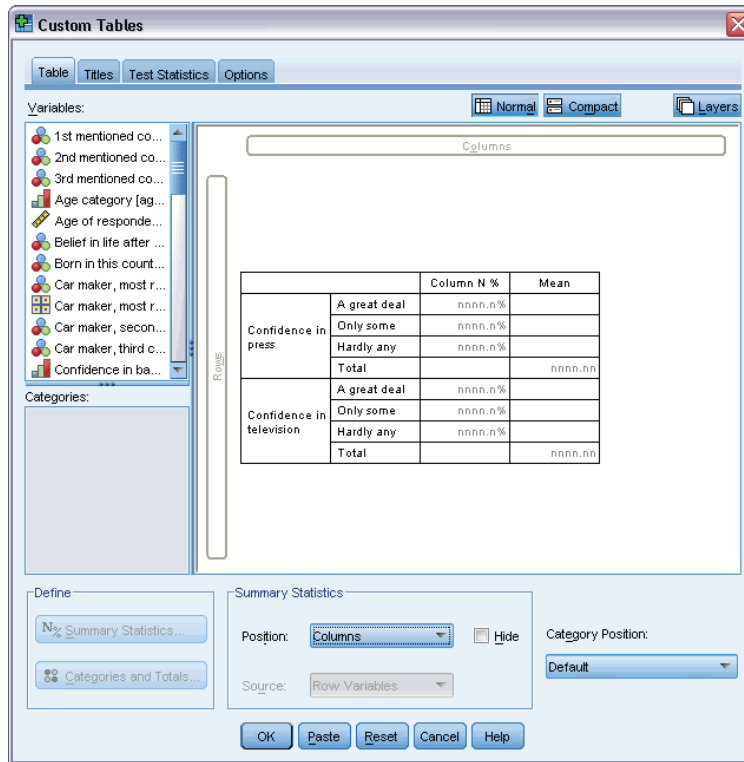 Custom Tables
Table Titles Test Statistics Options
Variables:
Normal Compact Layers
1st mentioned co...
2nd mentioned co...
3rd mentioned co...
Age category [ag...
Age of responde...
Belief in life after ...
Born in this count...
Car maker, most r...
Car maker, most r...
Car maker, secon...
Car maker, third c...
Confidence in ba...
Categories:
Columns
Rows
Column N % Mean
Confidence in press
A great deal nnnn.n%
Only some nnnn.n%
Hardly any nnnn.n%
Total nnnn.nn
Confidence in television
A great deal nnnn.n%
Only some nnnn.n%
Hardly any nnnn.n%
Total nnnn.nn
Define
N% Summary Statistics...
Categories and Totals...
Summary Statistics
Position: Columns Hide
Source: Row Variables
Category Position:
Default
OK Paste Reset Cancel Help